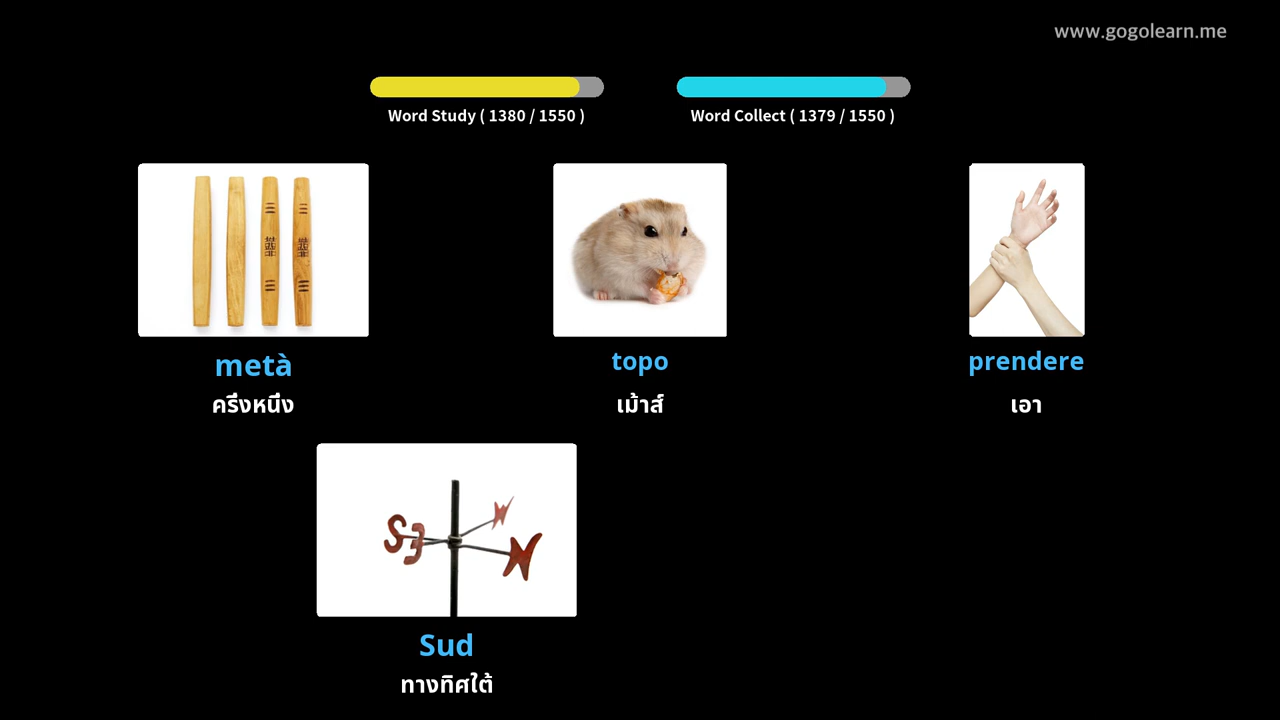 www.gogolearn.me
Word Study ( 1380 / 1550 )
Word Collect ( 1379 / 1550 )
metà
ครึ่งหนึ่ง
topo
เม้าส์
prendere
เอา
S
E
N
Sud
ทางทิศใต้